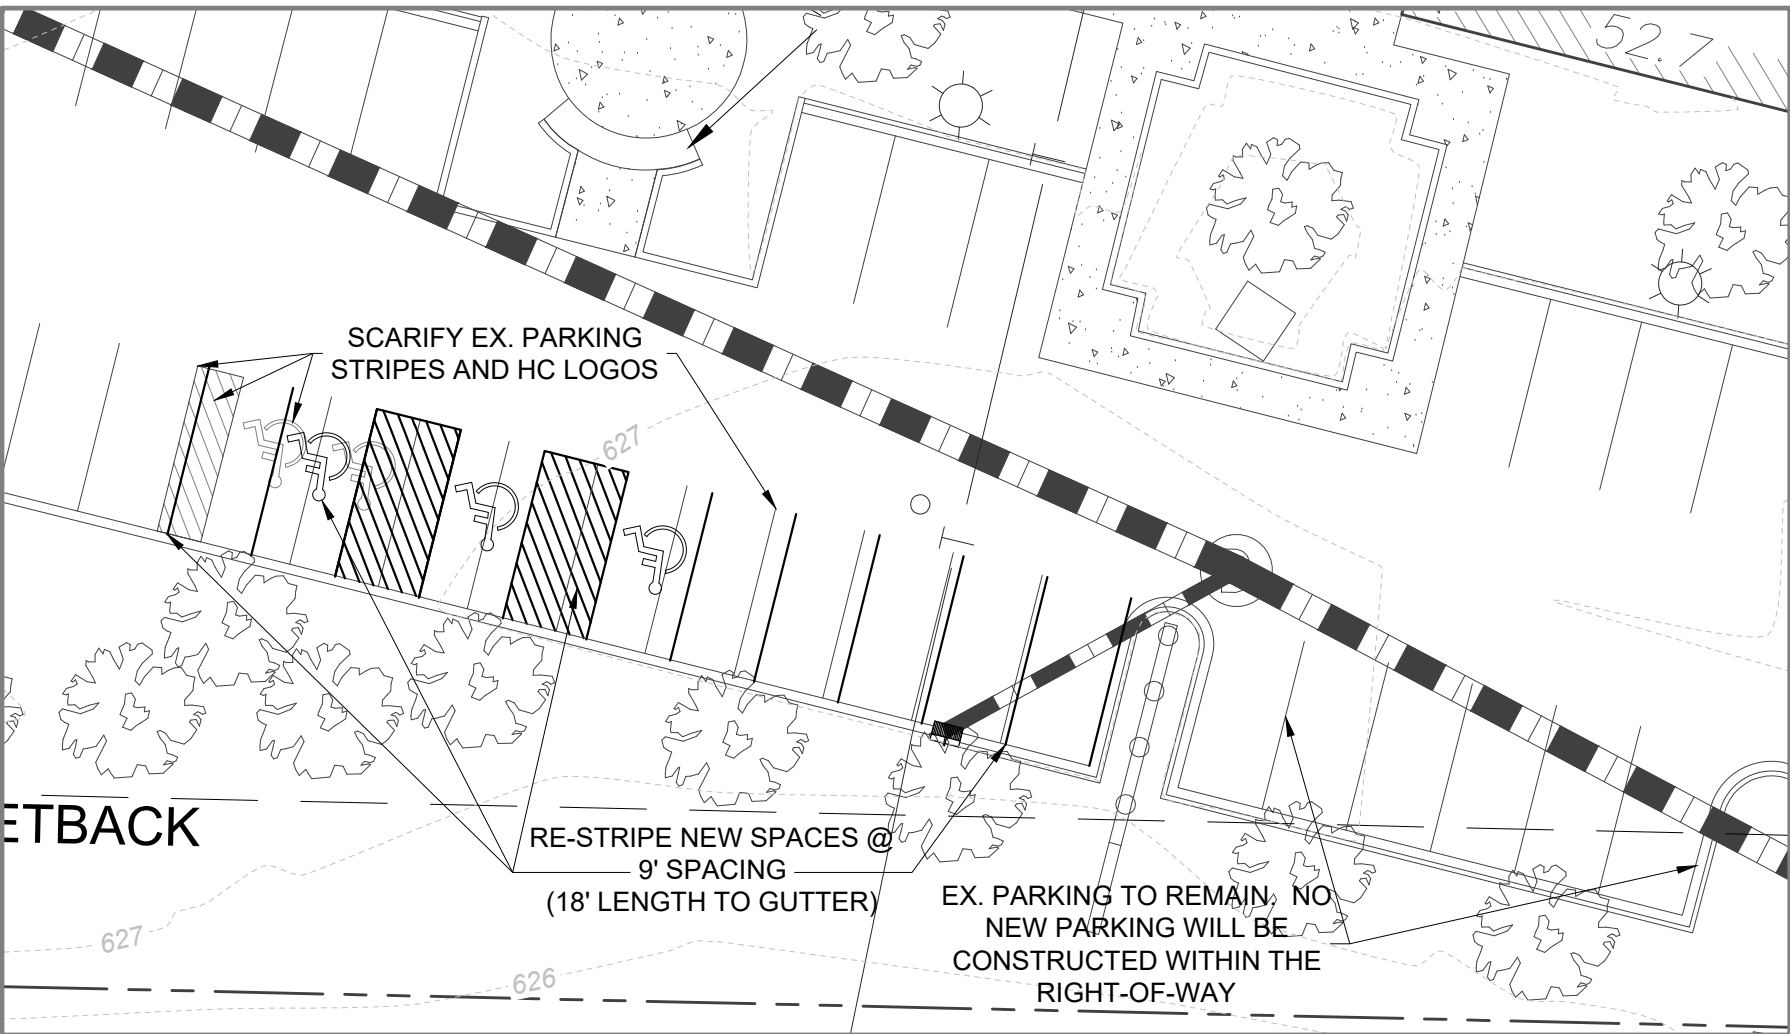 52.7
SCARIFY EX. PARKING
STRIPES AND HC LOGOS
627
ETBACK
RE-STRIPE NEW SPACES @
9' SPACING
(18' LENGTH TO GUTTER)
EX. PARKING TO REMAIN. NO
NEW PARKING WILL BE
CONSTRUCTED WITHIN THE
RIGHT-OF-WAY
627
626